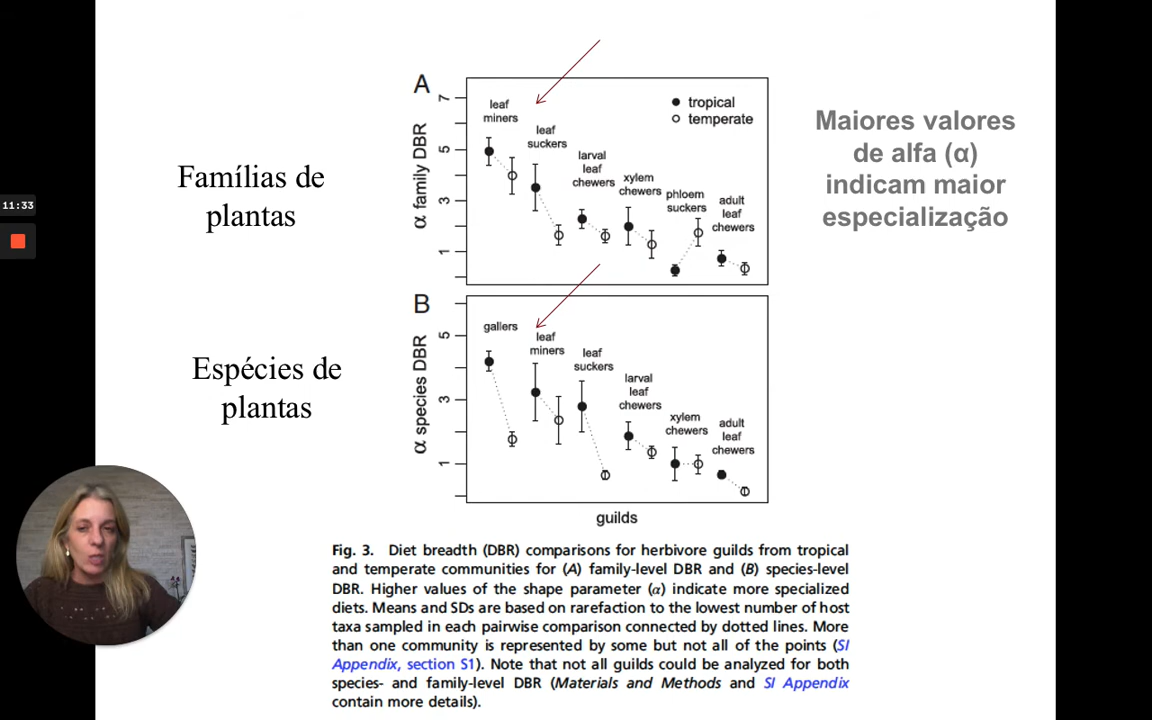 A
7
5
3
1
α family DBR
leaf
miners
leaf
suckers
larval
leaf
chewers
xylem
chewers
phloem
suckers
adult
leaf
chewers
tropical
temperate
Famílias de
plantas
Maiores valores
de alfa (α)
indicam maior
especialização
11:33
B
5
3
1
α species DBR
gallers
leaf
miners
leaf
suckers
larval
leaf
chewers
xylem
chewers
adult
leaf
chewers
guilds
Espécies de
plantas
Fig. 3. Diet breadth (DBR) comparisons for herbivore guilds from tropical
and temperate communities for (A) family-level DBR and (B) species-level
DBR. Higher values of the shape parameter (α) indicate more specialized
diets. Means and SDs are based on rarefaction to the lowest number of host
taxa sampled in each pairwise comparison connected by dotted lines. More
than one community is represented by some but not all of the points (SI
Appendix, section S1). Note that not all guilds could be analyzed for both
species- and family-level DBR (Materials and Methods and SI Appendix
contain more details).